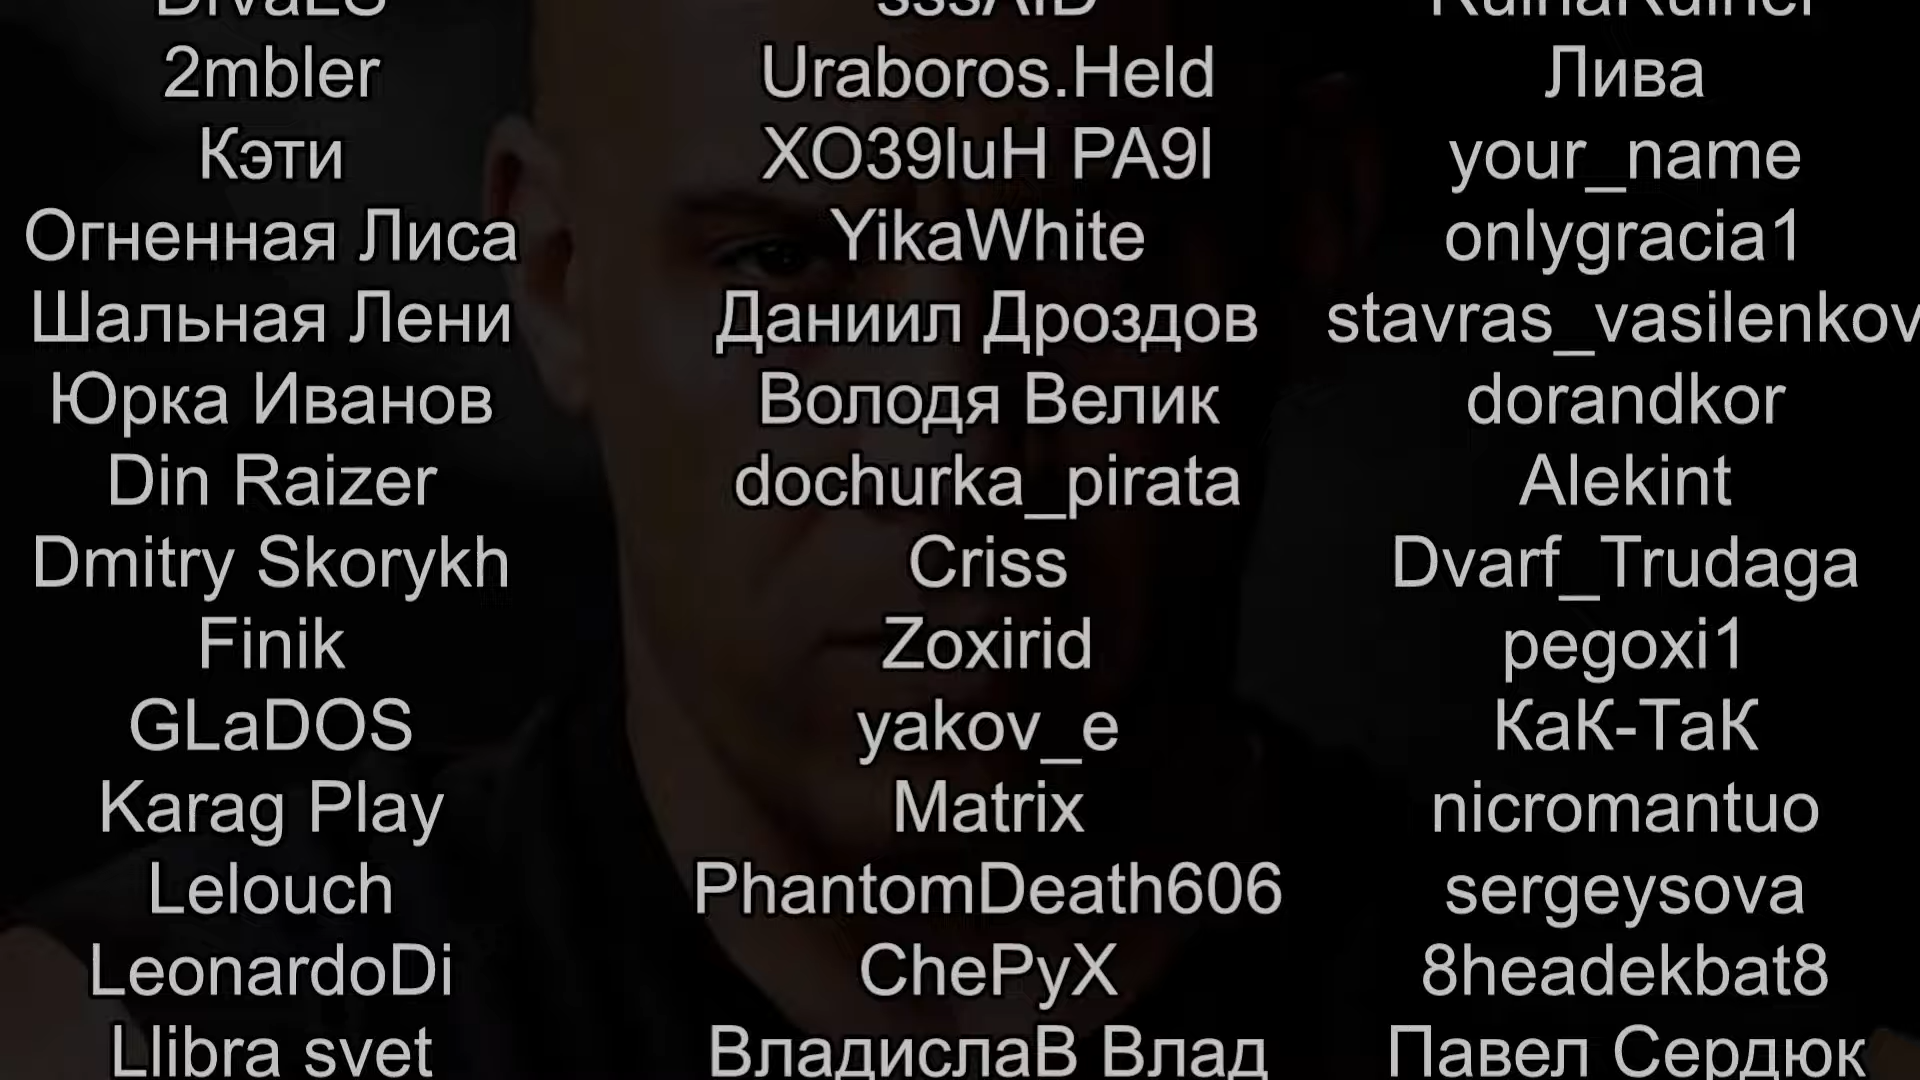 2mbler
Кэти
Огненная Лиса
Шальная Лени
Юрка Иванов
Din Raizer
Dmitry Skorykh
Finik
GLaDOS
Karag Play
Lelouch
LeonardoDi
Llibra svet
Uraboros.Held
XO39luH PA9l
YikaWhite
Даниил Дроздов
Володя Велик
dochurka_pirata
Criss
Zoxirid
yakov_e
Matrix
PhantomDeath606
ChePyX
ВладислаВ Влад
Лива
your_name
onlygracia1
stavras_vasilenkov
dorandkor
Alekint
Dvarf_Trudaga
pegoxi1
КаК-ТаК
nicromantuo
sergeysova
8headekbat8
Павел Сердюк